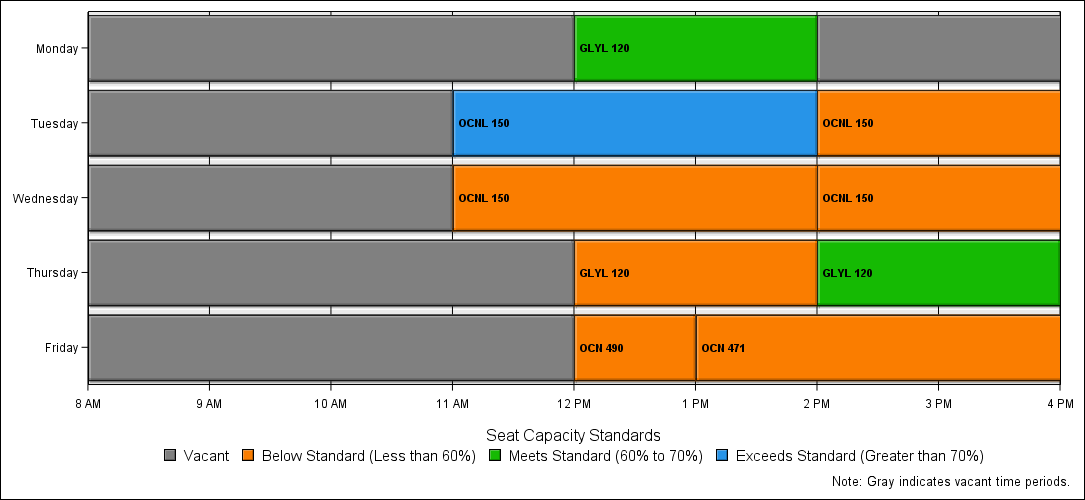 Monday GLYL 120
Tuesday OCNL 150 OCNL 150
Wednesday OCNL 150 OCNL 150
Thursday GLYL 120 GLYL 120
Friday OCN 490 OCN 471
8 AM 9 AM 10 AM 11 AM 12 PM 1 PM 2 PM 3 PM 4 PM
Seat Capacity Standards
Vacant Below Standard (Less than 60%) Meets Standard (60% to 70%) Exceeds Standard (Greater than 70%)
Note: Gray indicates vacant time periods.